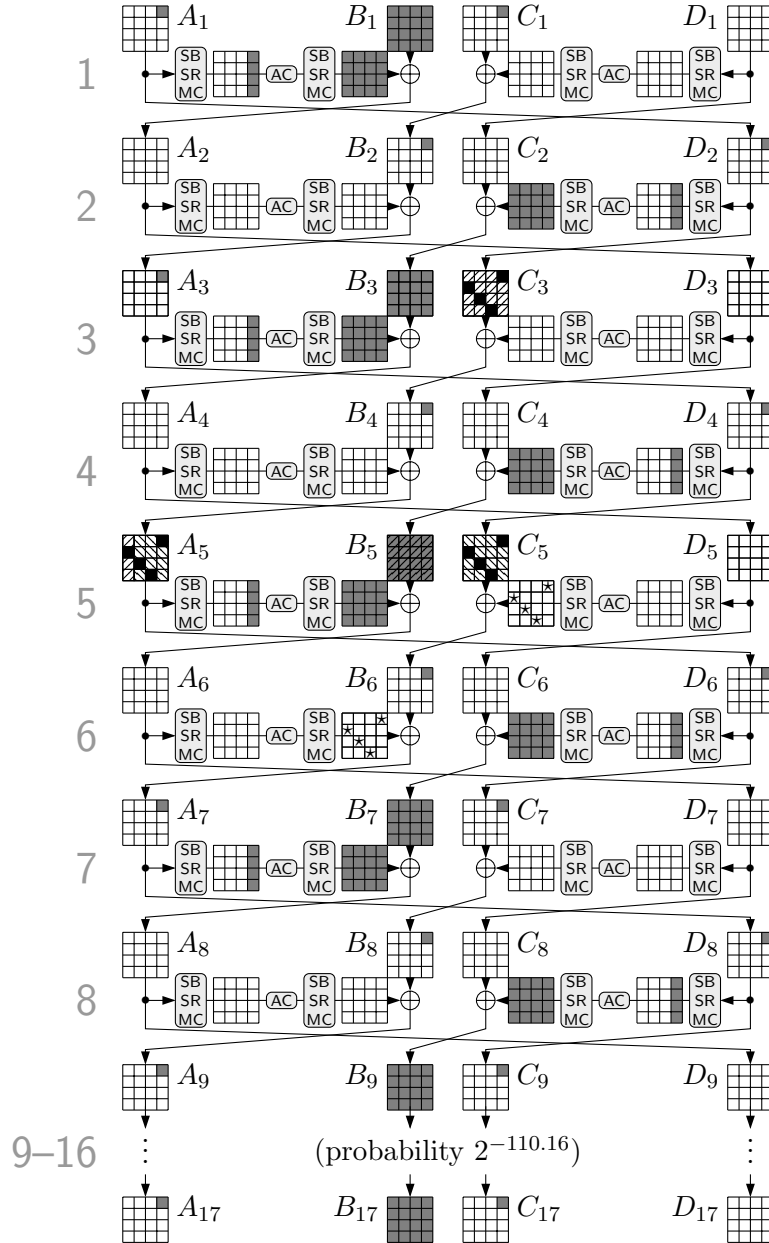 A1 B1 C1 D1
1 SB SR MC AC SB SR MC SB SR MC AC SB SR MC
A2 B2 C2 D2
2 SB SR MC AC SB SR MC SB SR MC AC SB SR MC
A3 B3 C3 D3
3 SB SR MC AC SB SR MC SB SR MC AC SB SR MC
A4 B4 C4 D4
4 SB SR MC AC SB SR MC SB SR MC AC SB SR MC
A5 B5 C5 D5
5 SB SR MC AC SB SR MC SB SR MC AC SB SR MC
A6 B6 C6 D6
6 SB SR MC AC SB SR MC SB SR MC AC SB SR MC
A7 B7 C7 D7
7 SB SR MC AC SB SR MC SB SR MC AC SB SR MC
A8 B8 C8 D8
8 SB SR MC AC SB SR MC SB SR MC AC SB SR MC
A9 B9 C9 D9
9–16 (probability 2^{-110.16})
A17 B17 C17 D17